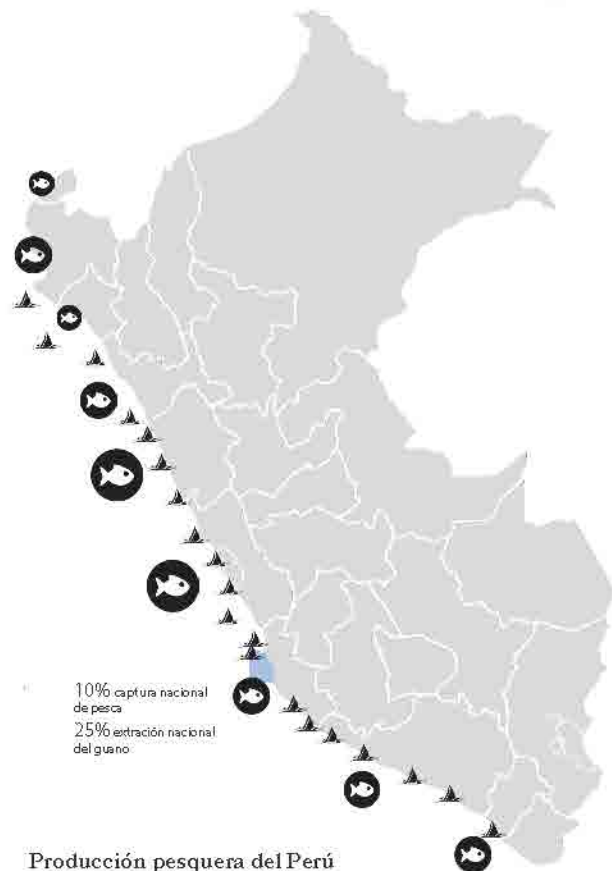 10% captura nacional
de pesca
25% extración nacional
del guano
Producción pesquera del Perú